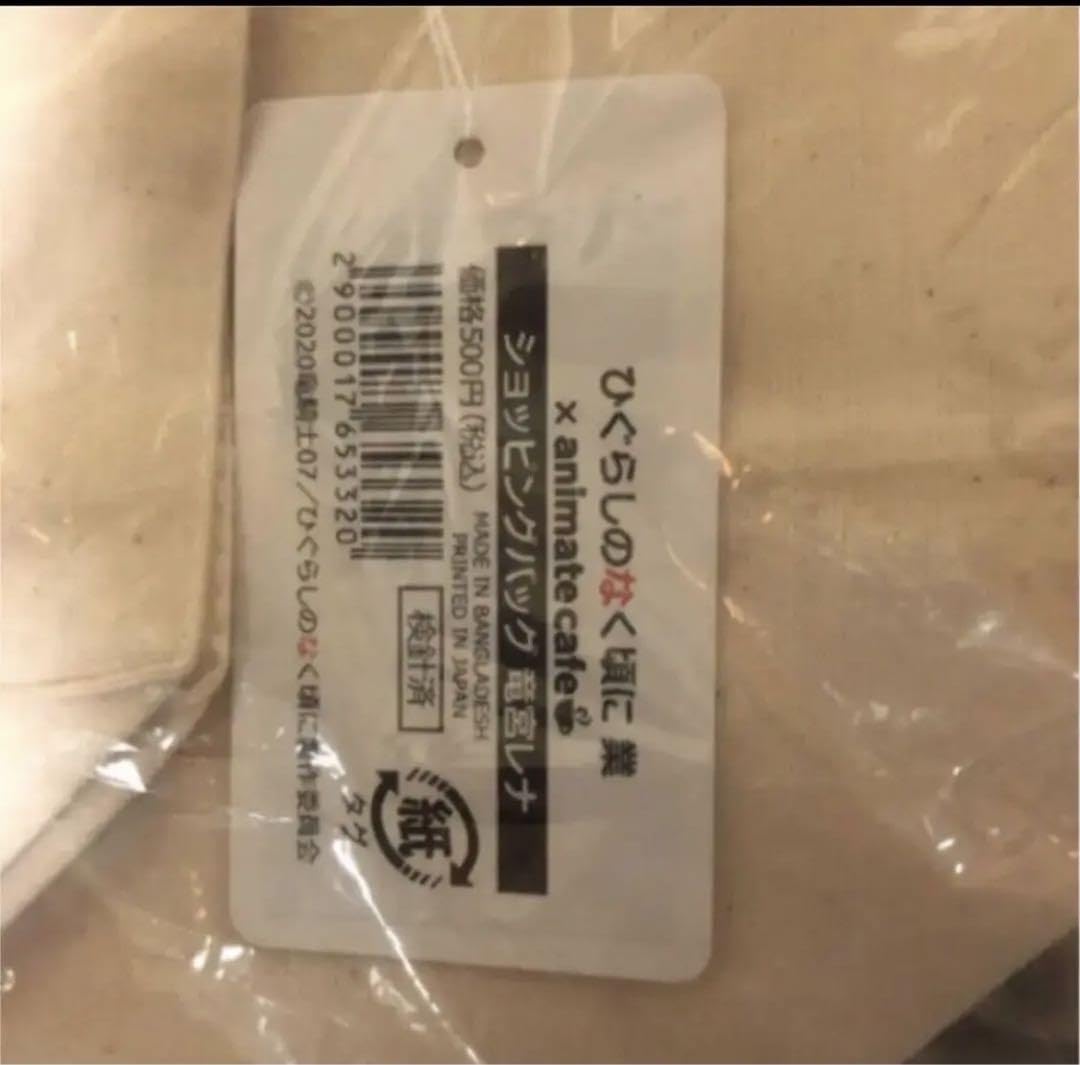 ひぐらしのなく頃に 業
× animate cafe
ショッピングバッグ 竜宮レナ
価格500円(税込)
MADE IN BANGLADESH
PRINTED IN JAPAN
2 900017 653320
検針済
紙
タグ
©2020竜騎士07/ひぐらしのなく頃に製作委員会